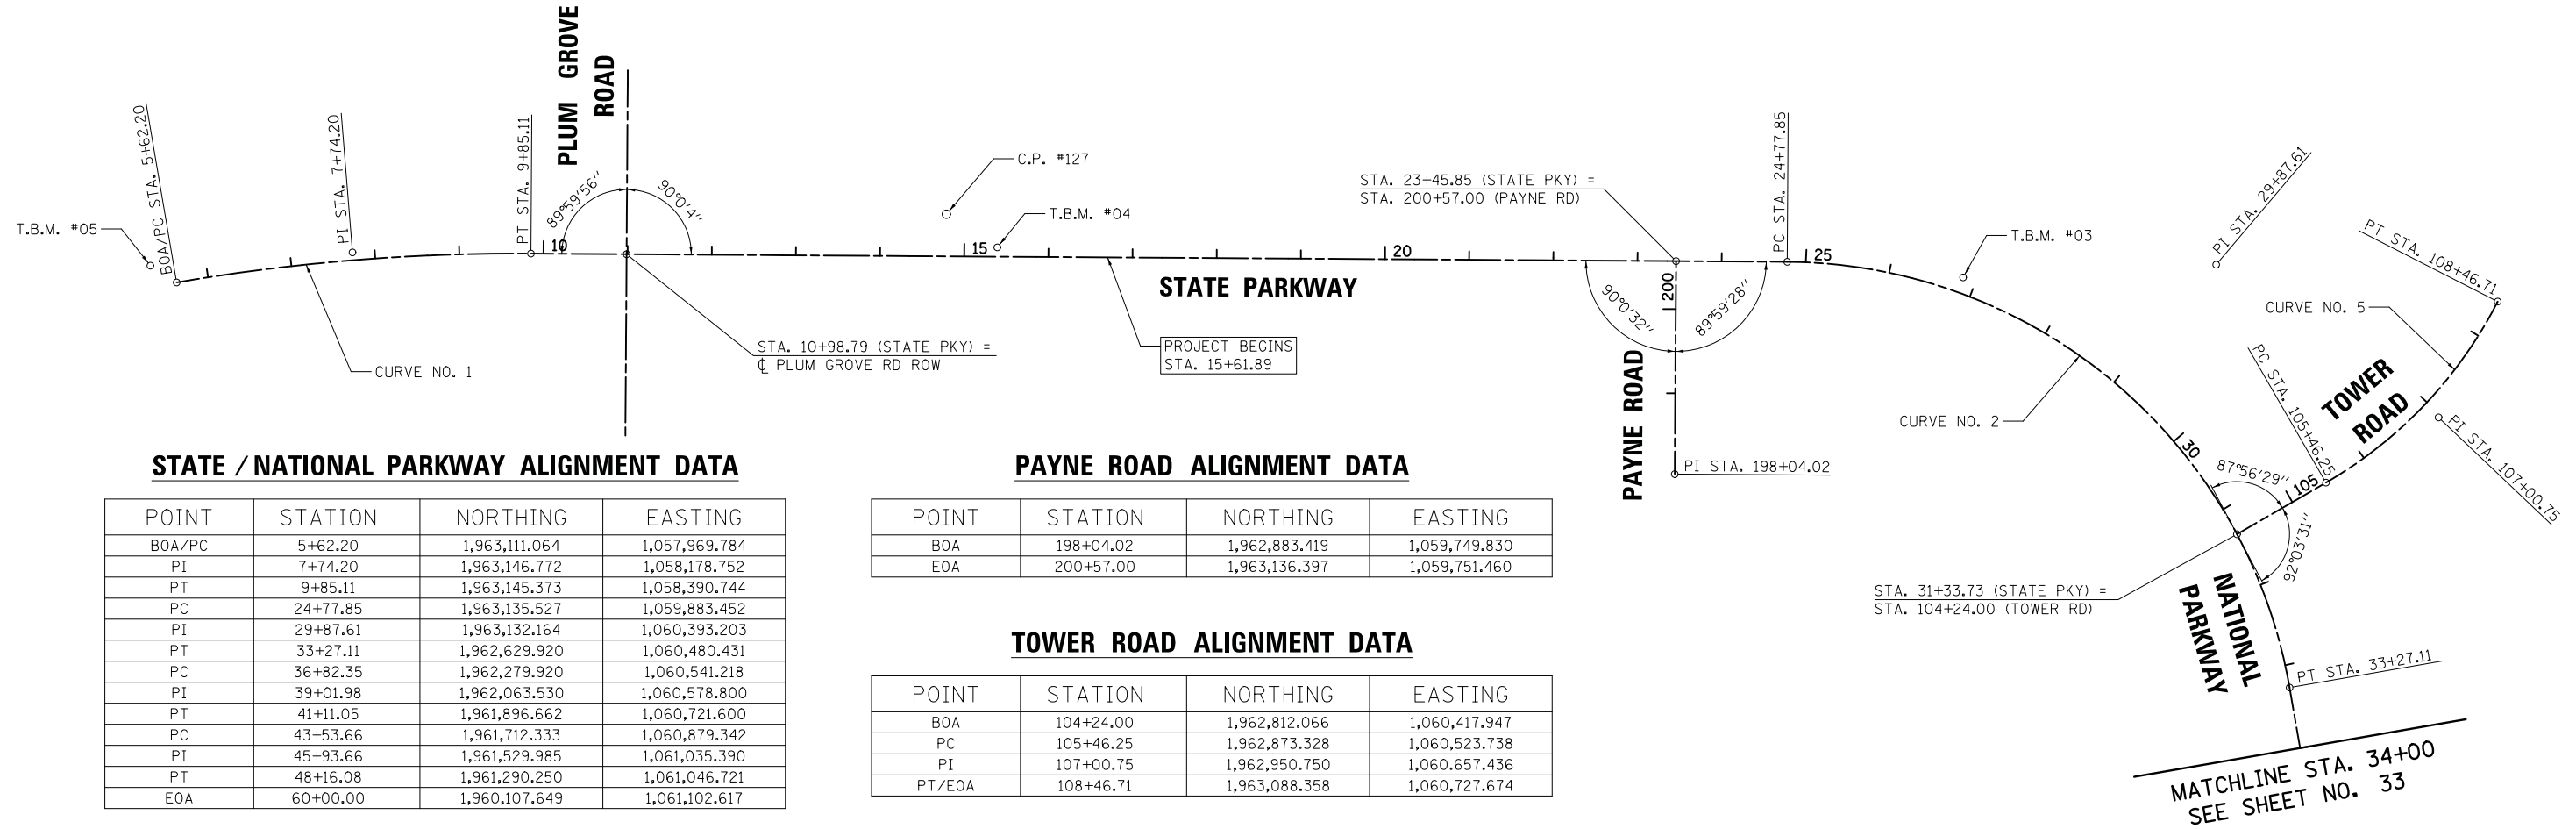 PLUM GROVE
ROAD
BOA/PC STA. 5+62.20
PI STA. 7+74.20
PT STA. 9+85.11
T.B.M. #05
89°59'56"
90°0'4"
10
C.P. #127
T.B.M. #04
15
20
STATE PARKWAY
STA. 23+45.85 (STATE PKY) =
STA. 200+57.00 (PAYNE RD)
PC STA. 24+77.85
25
T.B.M. #03
PI STA. 29+87.61
PT STA. 108+46.71
CURVE NO. 5
CURVE NO. 1
STA. 10+98.79 (STATE PKY) =
℄ PLUM GROVE RD ROW
PROJECT BEGINS
STA. 15+61.89
200
90°0'32"
89°59'28"
PAYNE ROAD
PI STA. 198+04.02
CURVE NO. 2
30
PC STA. 105+46.25
TOWER
ROAD
PI STA. 107+00.75
87°56'29"
105
92°03'31"
STA. 31+33.73 (STATE PKY) =
STA. 104+24.00 (TOWER RD)
NATIONAL
PARKWAY
PT STA. 33+27.11
MATCHLINE STA. 34+00
SEE SHEET NO. 33
STATE / NATIONAL PARKWAY ALIGNMENT DATA
POINT STATION NORTHING EASTING
BOA/PC 5+62.20 1,963,111.064 1,057,969.784
PI 7+74.20 1,963,146.772 1,058,178.752
PT 9+85.11 1,963,145.373 1,058,390.744
PC 24+77.85 1,963,135.527 1,059,883.452
PI 29+87.61 1,963,132.164 1,060,393.203
PT 33+27.11 1,962,629.920 1,060,480.431
PC 36+82.35 1,962,279.920 1,060,541.218
PI 39+01.98 1,962,063.530 1,060,578.800
PT 41+11.05 1,961,896.662 1,060,721.600
PC 43+53.66 1,961,712.333 1,060,879.342
PI 45+93.66 1,961,529.985 1,061,035.390
PT 48+16.08 1,961,290.250 1,061,046.721
EOA 60+00.00 1,960,107.649 1,061,102.617
PAYNE ROAD ALIGNMENT DATA
POINT STATION NORTHING EASTING
BOA 198+04.02 1,962,883.419 1,059,749.830
EOA 200+57.00 1,963,136.397 1,059,751.460
TOWER ROAD ALIGNMENT DATA
POINT STATION NORTHING EASTING
BOA 104+24.00 1,962,812.066 1,060,417.947
PC 105+46.25 1,962,873.328 1,060,523.738
PI 107+00.75 1,962,950.750 1,060,657.436
PT/EOA 108+46.71 1,963,088.358 1,060,727.674